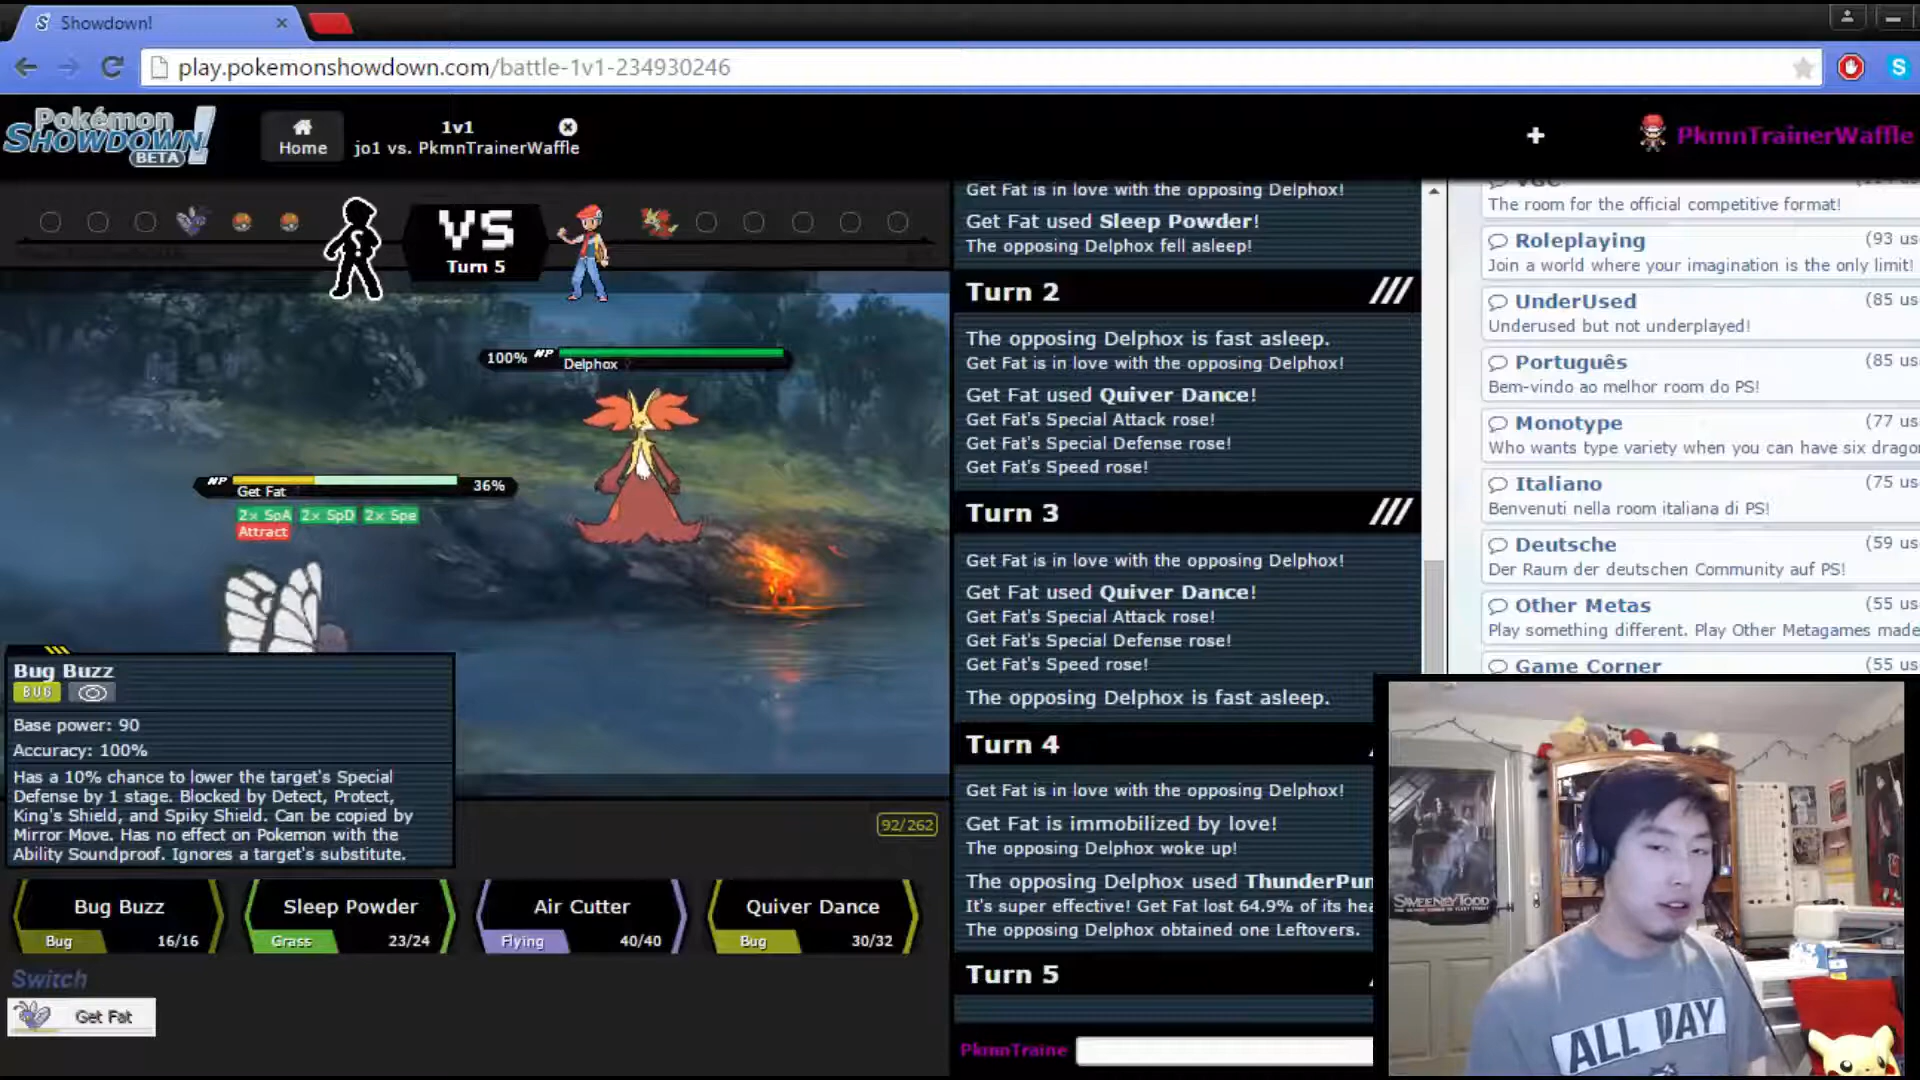 Showdown!
play.pokemonshowdown.com/battle-1v1-234930246
Pokémon
SHOWDOWN!
BETA
Home
1v1
jo1 vs. PkmnTrainerWaffle
PkmnTrainerWaffle
VS
Turn 5
100%
Delphox
36%
Get Fat
2x SpA
2x SpD
2x Spe
Attract
Bug Buzz
BUG
Base power: 90
Accuracy: 100%
Has a 10% chance to lower the target's Special
Defense by 1 stage. Blocked by Detect, Protect,
King's Shield, and Spiky Shield. Can be copied by
Mirror Move. Has no effect on Pokemon with the
Ability Soundproof. Ignores a target's substitute.
92/262
Bug Buzz
Bug 16/16
Sleep Powder
Grass 23/24
Air Cutter
Flying 40/40
Quiver Dance
Bug 30/32
Switch
Get Fat
Get Fat is in love with the opposing Delphox!
Get Fat used Sleep Powder!
The opposing Delphox fell asleep!
Turn 2
The opposing Delphox is fast asleep.
Get Fat is in love with the opposing Delphox!
Get Fat used Quiver Dance!
Get Fat's Special Attack rose!
Get Fat's Special Defense rose!
Get Fat's Speed rose!
Turn 3
Get Fat is in love with the opposing Delphox!
Get Fat used Quiver Dance!
Get Fat's Special Attack rose!
Get Fat's Special Defense rose!
Get Fat's Speed rose!
The opposing Delphox is fast asleep.
Turn 4
Get Fat is in love with the opposing Delphox!
Get Fat is immobilized by love!
The opposing Delphox woke up!
The opposing Delphox used ThunderPun
It's super effective! Get Fat lost 64.9% of its hea
The opposing Delphox obtained one Leftovers.
Turn 5
PkmnTraine
VGC
The room for the official competitive format!
Roleplaying (93 us
Join a world where your imagination is the only limit!
UnderUsed (85 us
Underused but not underplayed!
Português (85 us
Bem-vindo ao melhor room do PS!
Monotype (77 us
Who wants type variety when you can have six drago
Italiano (75 us
Benvenuti nella room italiana di PS!
Deutsche (59 us
Der Raum der deutschen Community auf PS!
Other Metas (55 us
Play something different. Play Other Metagames made
Game Corner (55 us
SWEENEY TODD
ALL DAY